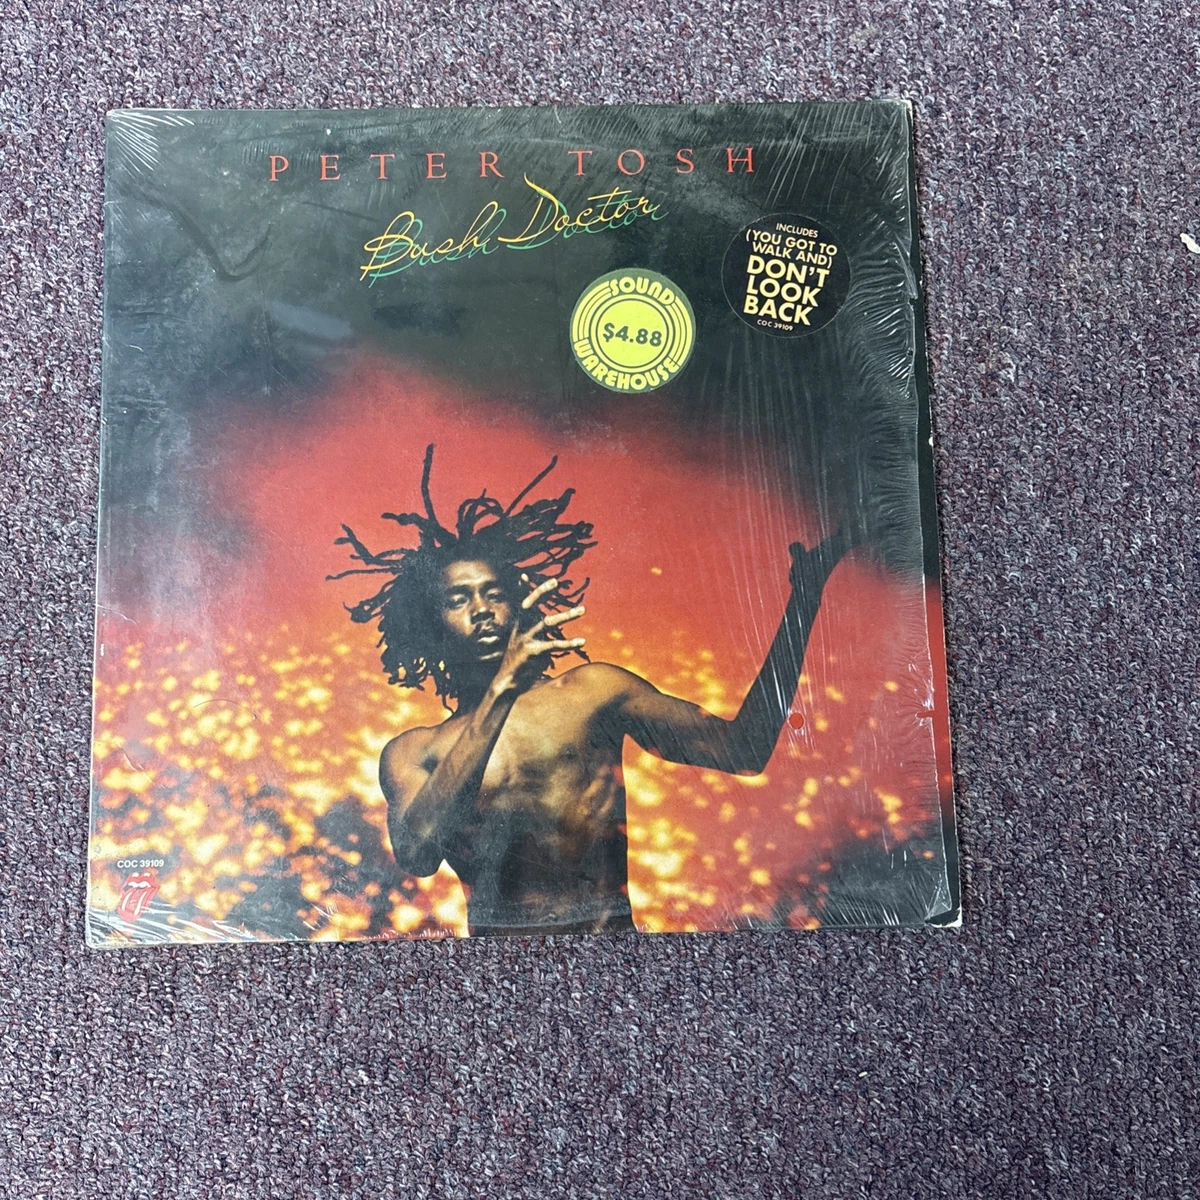 PETER TOSH
Bush Doctor
INCLUDES
(YOU GOT TO
WALK AND)
DON'T
LOOK
BACK
COC 39109
SOUND
$4.88
WAREHOUSE
COC 39109